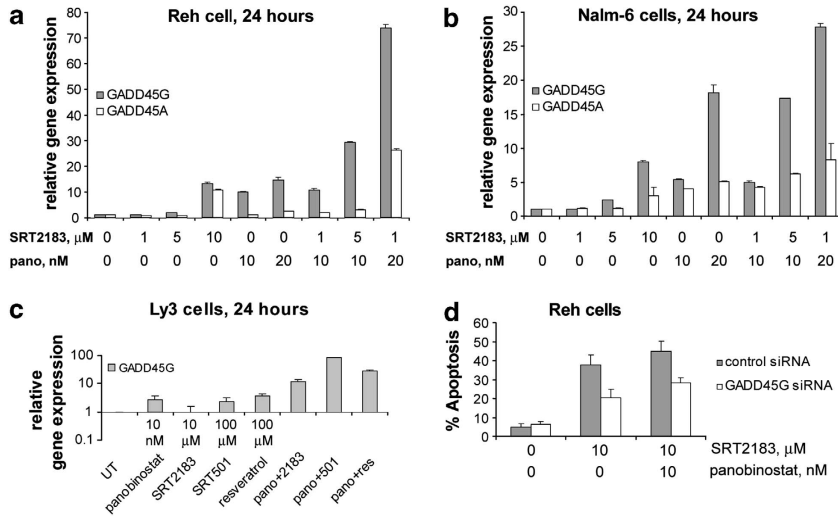 a
Reh cell, 24 hours
relative gene expression
80
70
60
50
40
30
20
10
0
GADD45G
GADD45A
SRT2183, μM 0 1 5 10 0 0 1 5 1
pano, nM 0 0 0 0 10 20 10 10 20
b
Nalm-6 cells, 24 hours
relative gene expression
30
25
20
15
10
5
0
GADD45G
GADD45A
SRT2183, μM 0 1 5 10 0 0 1 5 1
pano, nM 0 0 0 0 10 20 10 10 20
c
Ly3 cells, 24 hours
relative
gene expression
100
10
1
0.1
GADD45G
10 10 100 100
nM μM μM μM
UT
panobinostat
SRT2183
SRT501
resveratrol
pano+2183
pano+501
pano+res
d
Reh cells
% Apoptosis
60
50
40
30
20
10
0
control siRNA
GADD45G siRNA
0 10 10 SRT2183, μM
0 0 10 panobinostat, nM